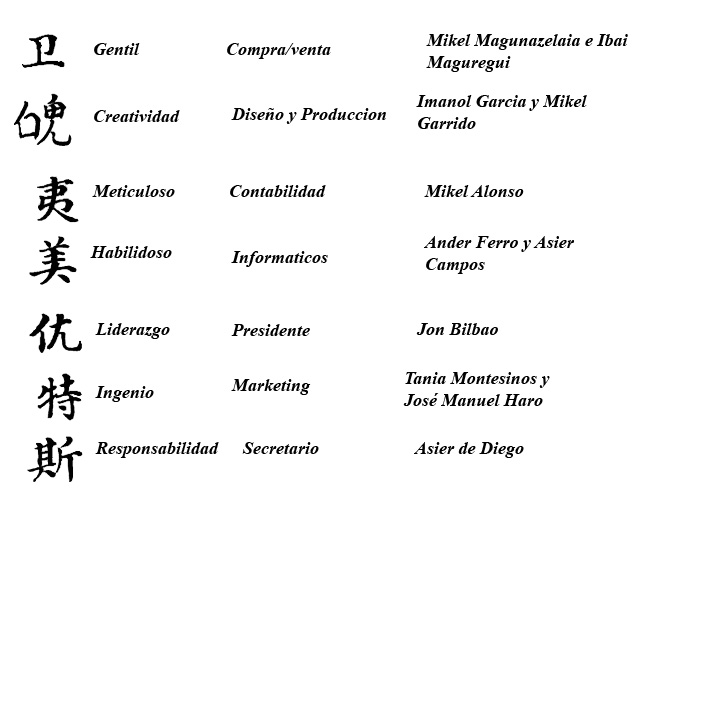 卫 Gentil Compra/venta Mikel Magunazelaia e Ibai
Maguregui
Creatividad Diseño y Produccion Imanol Garcia y Mikel
Garrido
夷 Meticuloso Contabilidad Mikel Alonso
美 Habilidoso Informaticos Ander Ferro y Asier
Campos
伉 Liderazgo Presidente Jon Bilbao
特 Ingenio Marketing Tania Montesinos y
José Manuel Haro
斯 Responsabilidad Secretario Asier de Diego